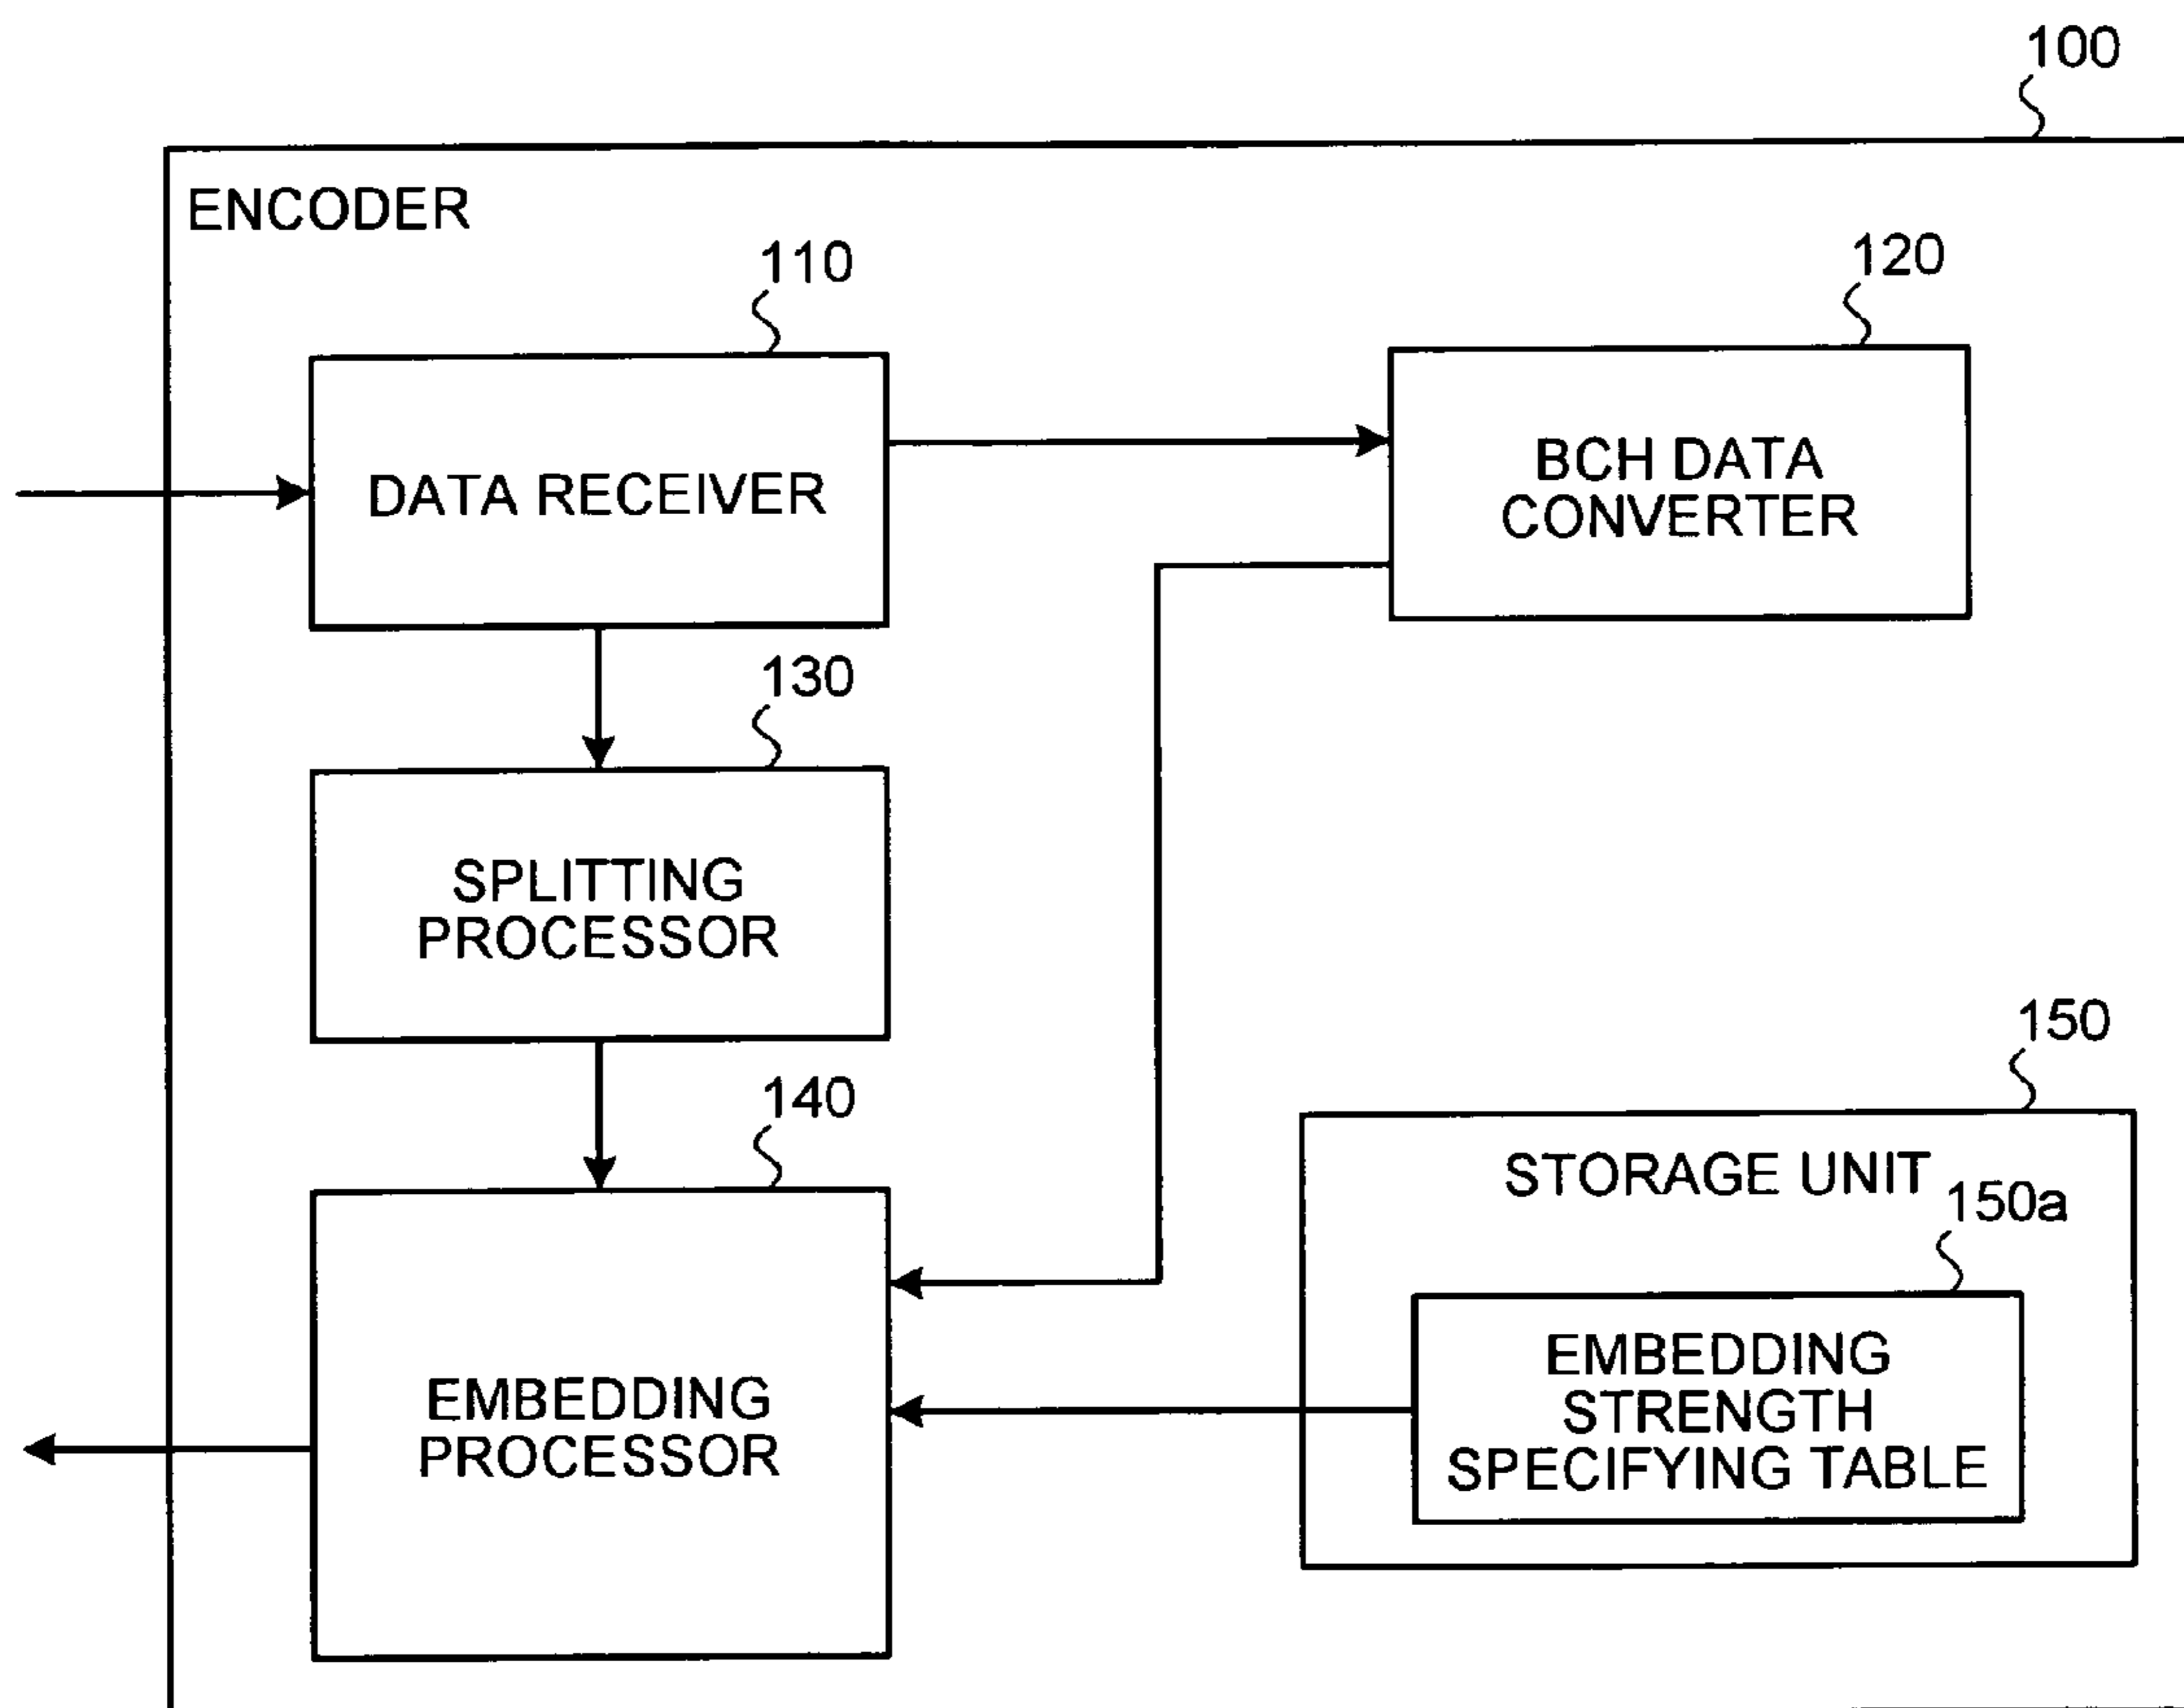 100
ENCODER
110
120
DATA RECEIVER
BCH DATA
CONVERTER
130
SPLITTING
PROCESSOR
140
150
STORAGE UNIT
150a
EMBEDDING
STRENGTH
SPECIFYING TABLE
EMBEDDING
PROCESSOR